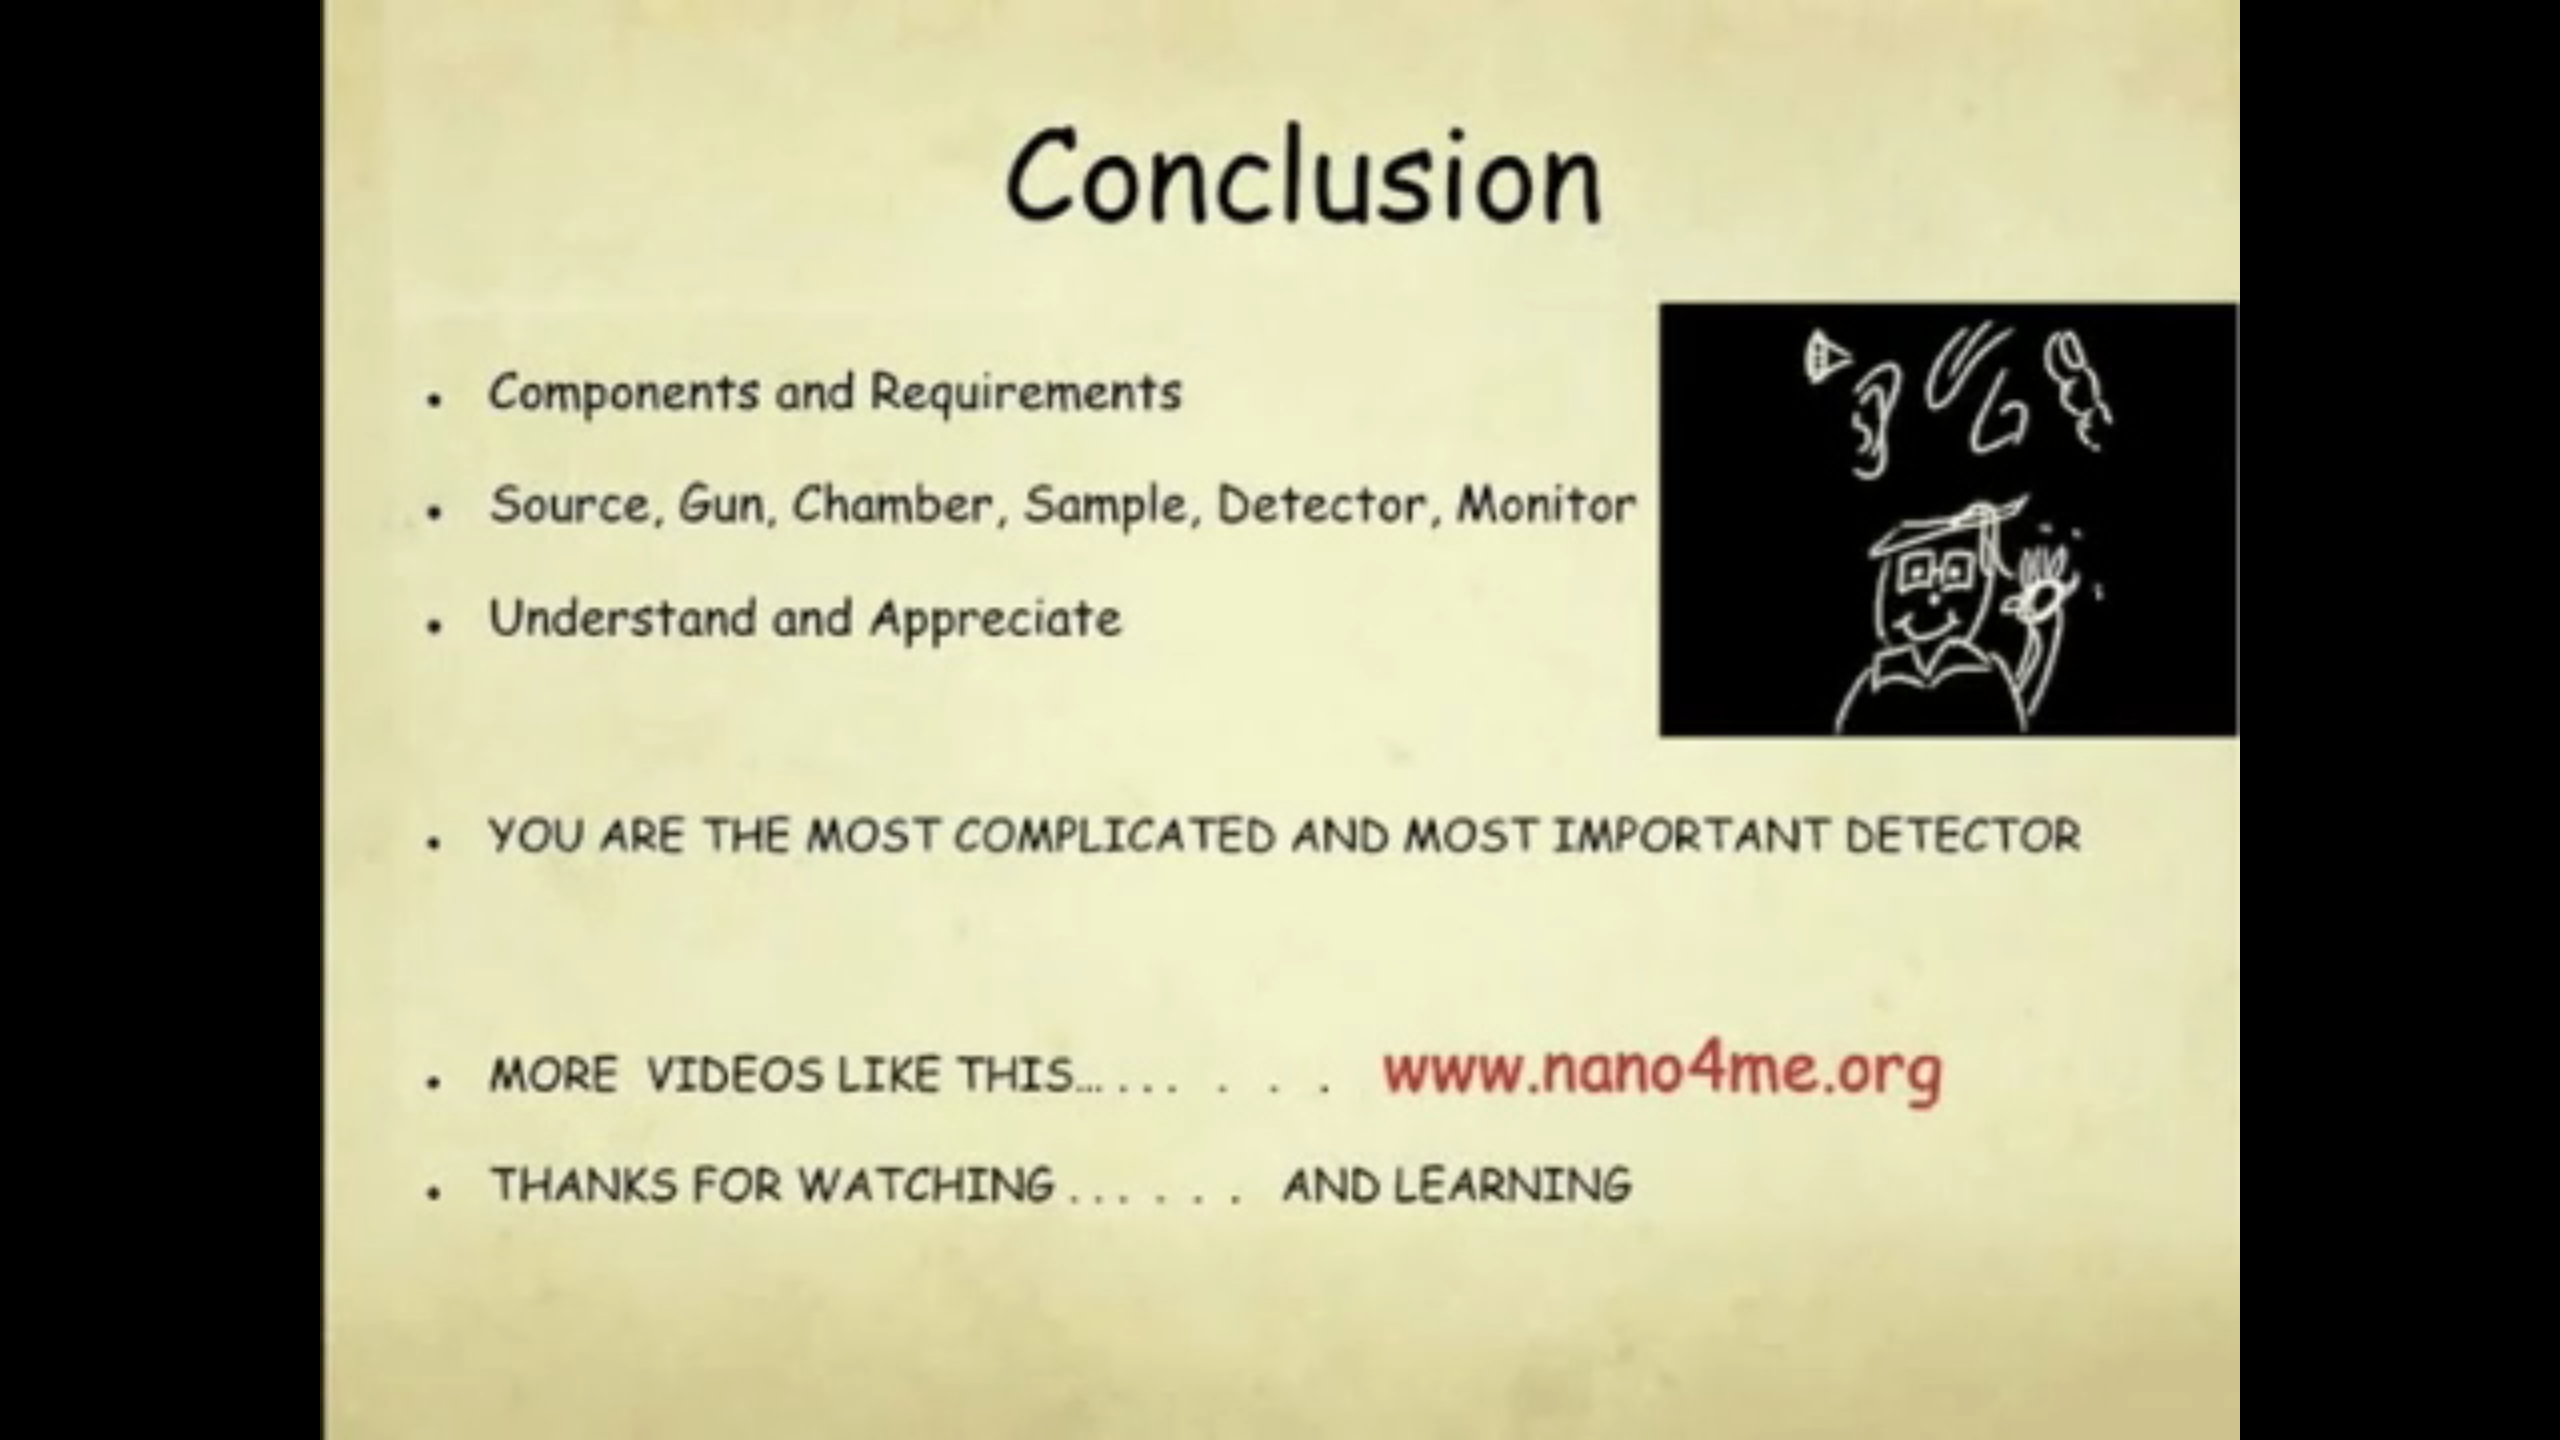 Conclusion
• Components and Requirements
• Source, Gun, Chamber, Sample, Detector, Monitor
• Understand and Appreciate
• YOU ARE THE MOST COMPLICATED AND MOST IMPORTANT DETECTOR
• MORE VIDEOS LIKE THIS... . . . . . . www.nano4me.org
• THANKS FOR WATCHING . . . . . . AND LEARNING